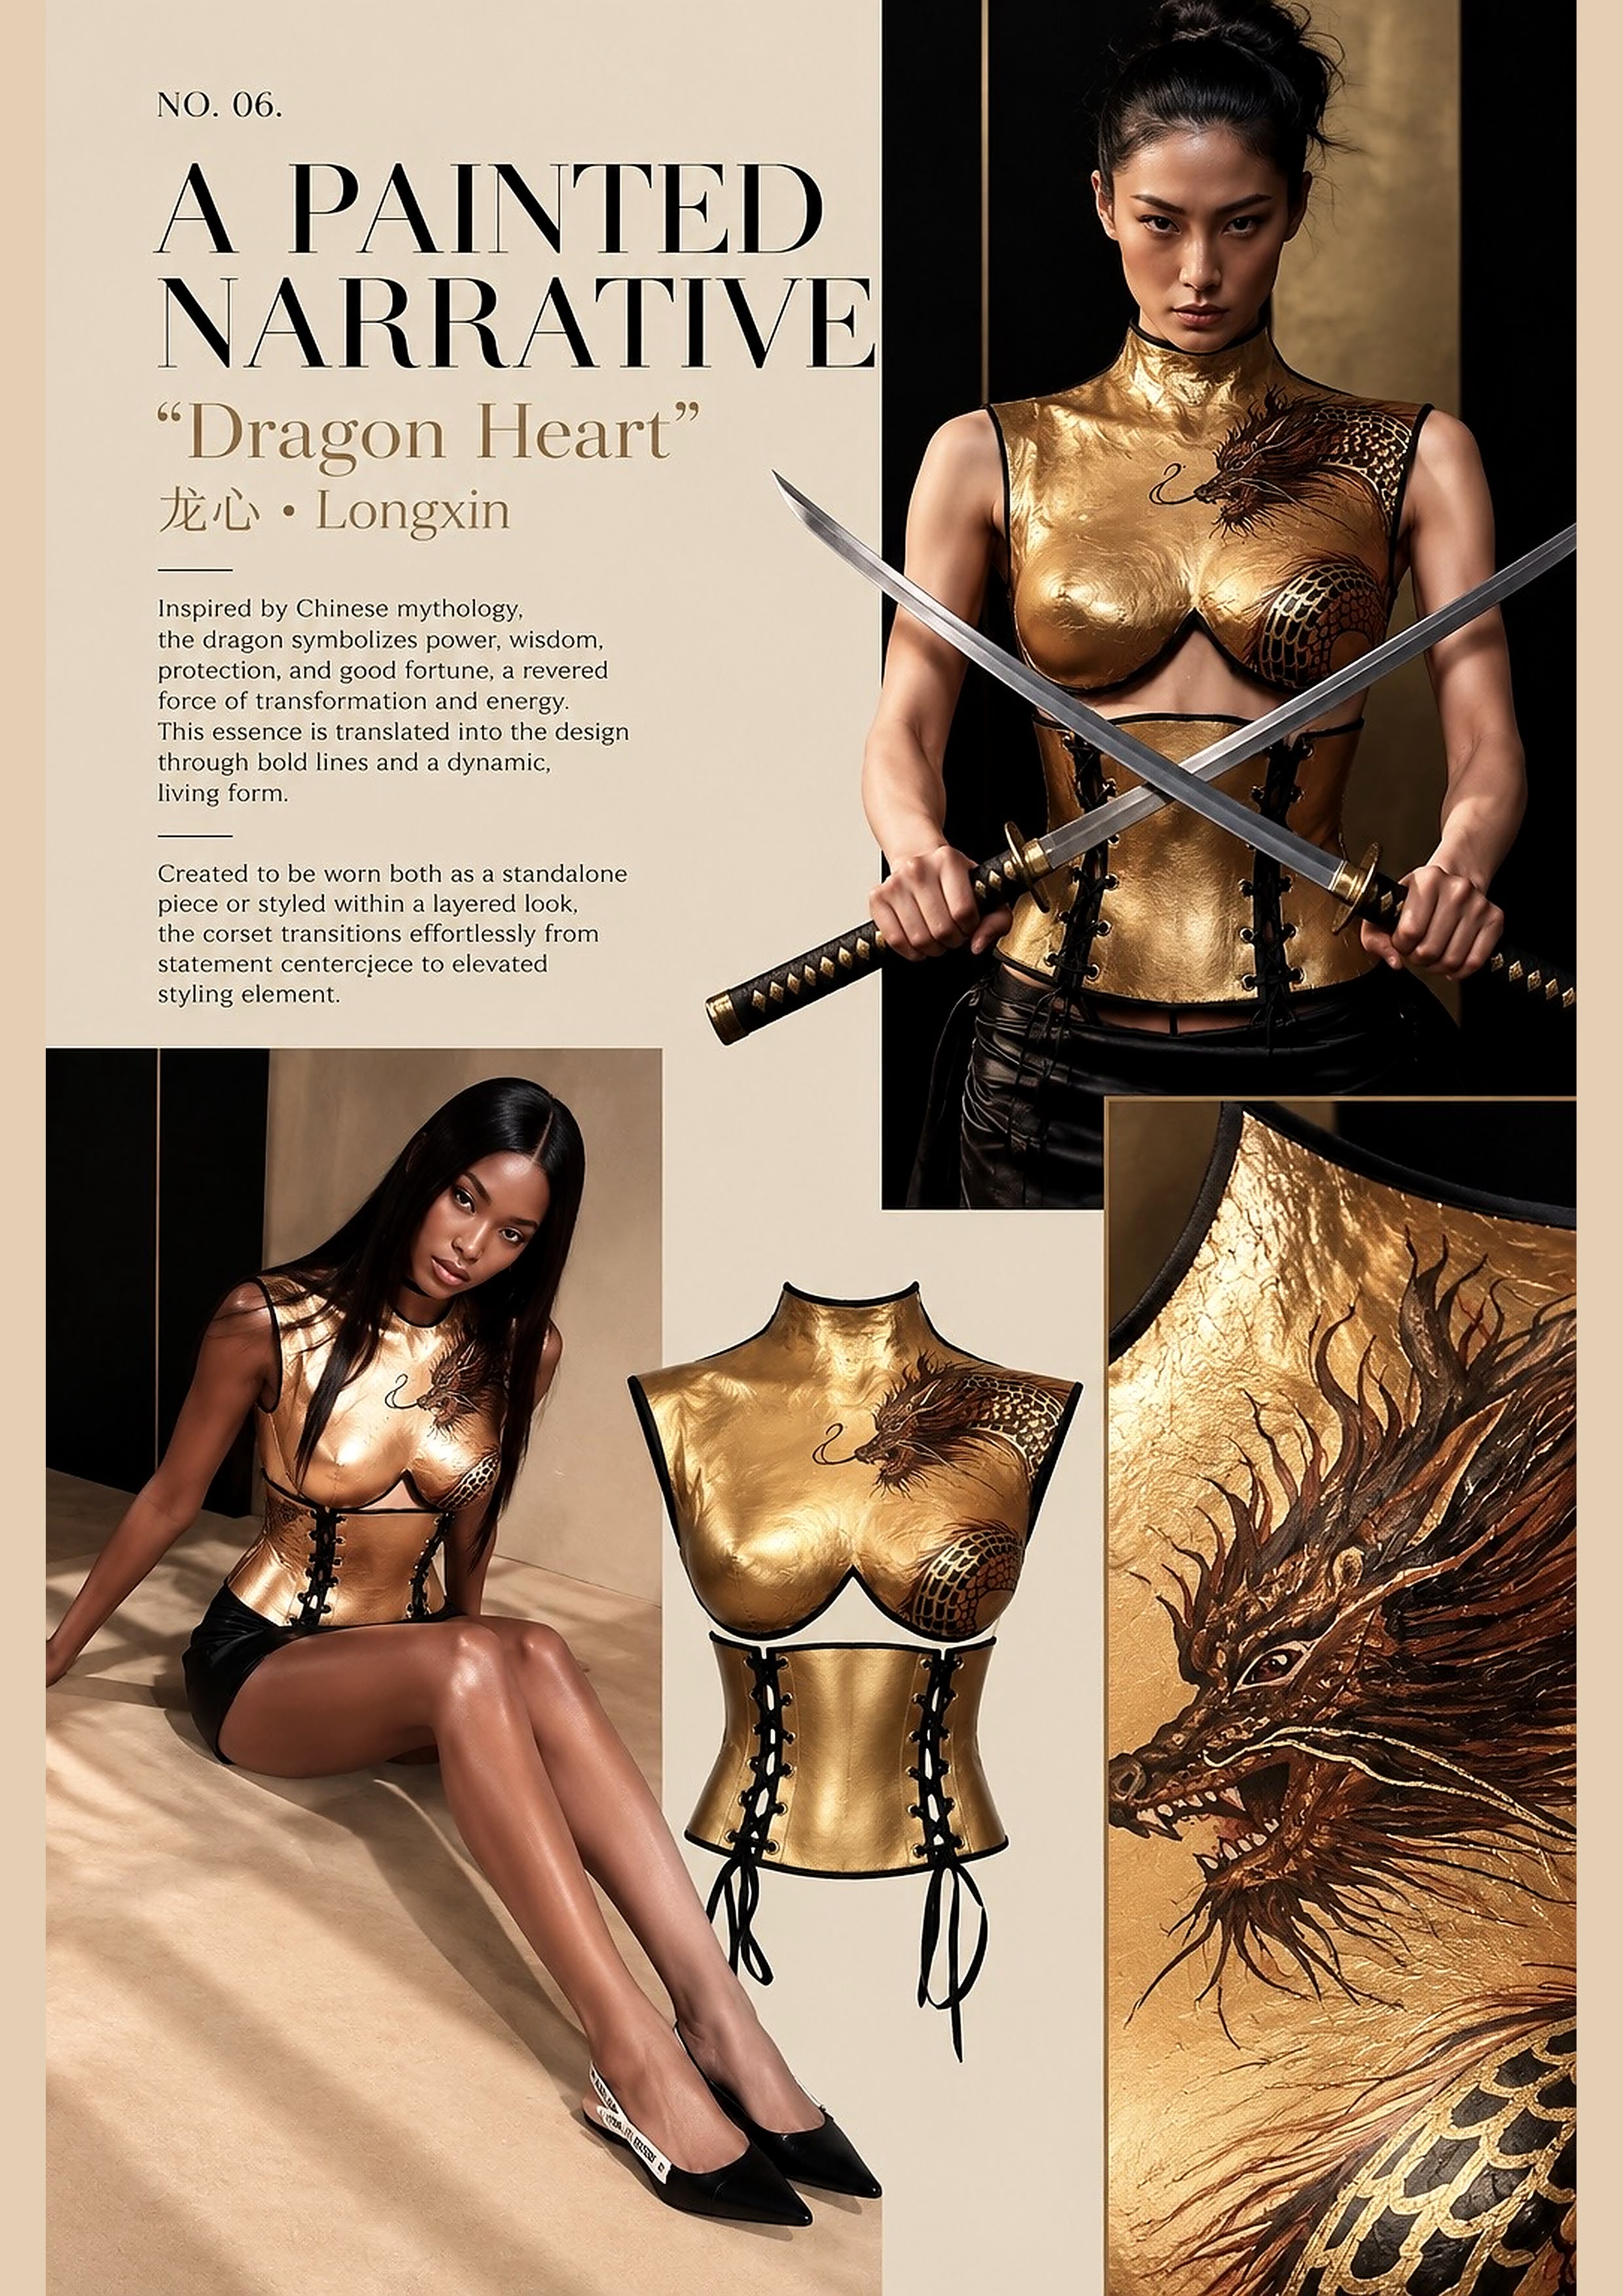 NO. 06.
A PAINTED
NARRATIVE
“Dragon Heart”
龙心 • Longxin
Inspired by Chinese mythology,
the dragon symbolizes power, wisdom,
protection, and good fortune, a revered
force of transformation and energy.
This essence is translated into the design
through bold lines and a dynamic,
living form.
Created to be worn both as a standalone
piece or styled within a layered look,
the corset transitions effortlessly from
statement centercjece to elevated
styling element.